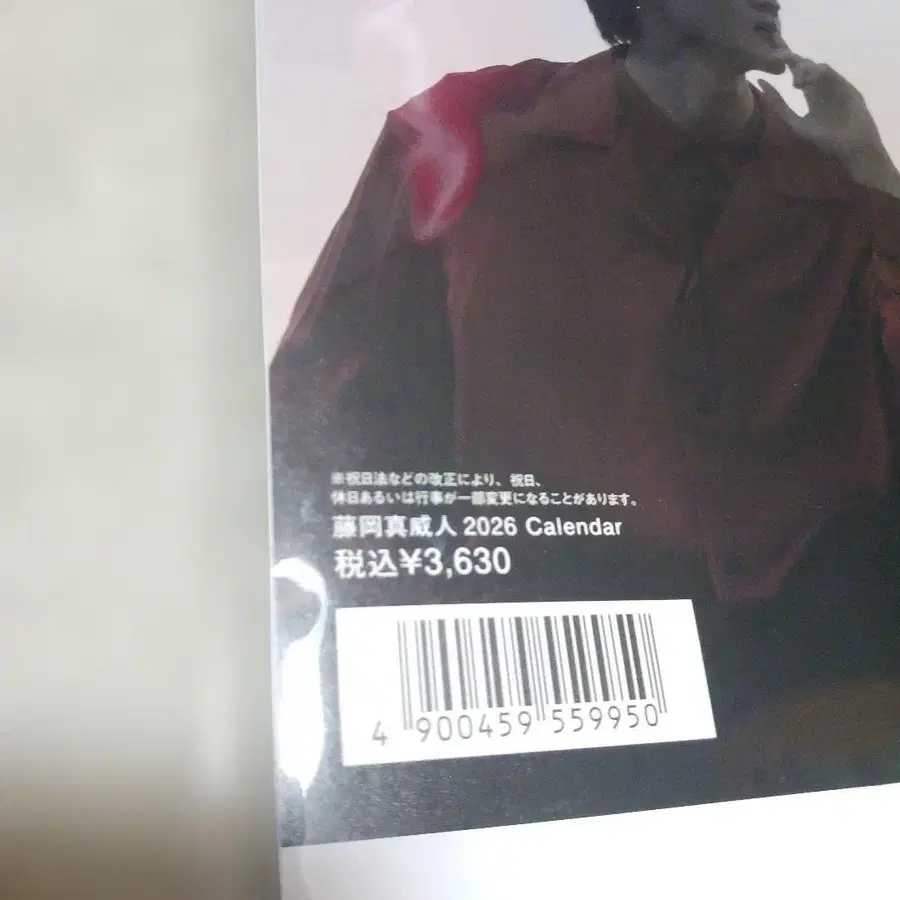 ※祝日法などの改正により、祝日、
休日あるいは行事が一部変更になることがあります。
藤岡真威人 2026 Calendar
税込¥3,630
4 900459 559950